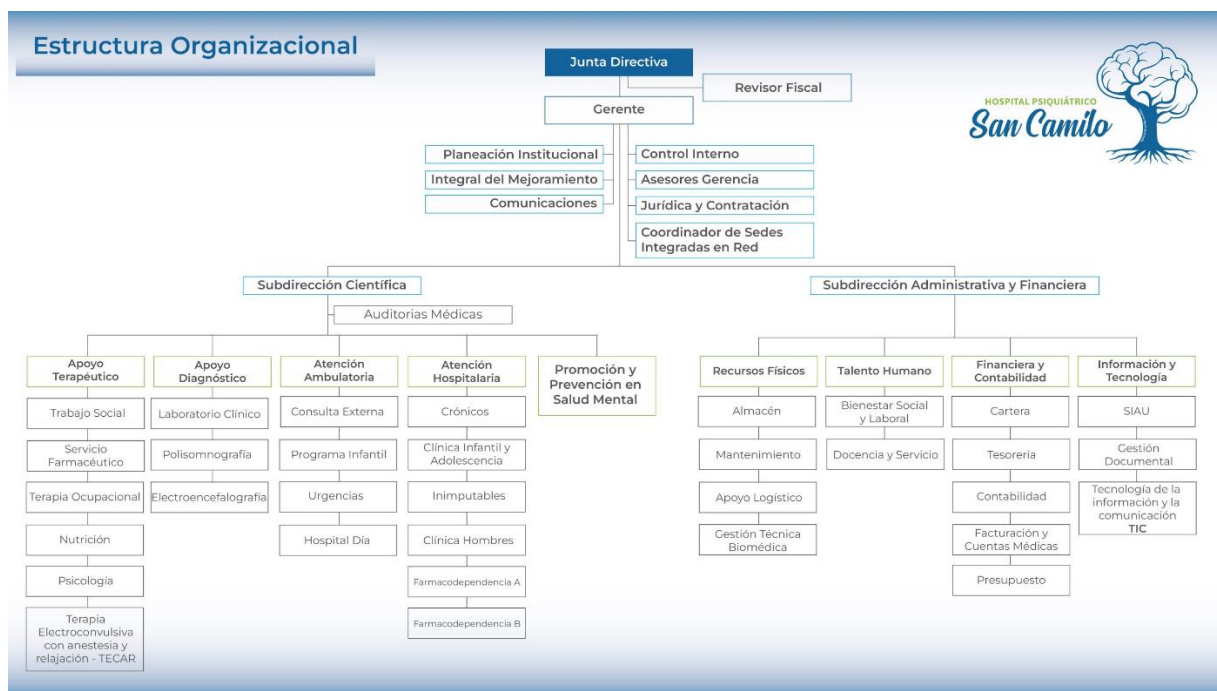 Estructura Organizacional
HOSPITAL PSIQUIÁTRICO
San Camilo
Junta Directiva
Revisor Fiscal
Gerente
Planeación Institucional
Integral del Mejoramiento
Comunicaciones
Control Interno
Asesores Gerencia
Jurídica y Contratación
Coordinador de Sedes
Integradas en Red
Subdirección Científica
Auditorias Médicas
Apoyo
Terapéutico
Trabajo Social
Servicio
Farmacéutico
Terapia Ocupacional
Nutrición
Psicología
Terapia
Electroconvulsiva
con anestesia y
relajación - TECAR
Apoyo
Diagnóstico
Laboratorio Clínico
Polisomnografía
Electroencefalografía
Atención
Ambulatoria
Consulta Externa
Programa Infantil
Urgencias
Hospital Día
Atención
Hospitalaria
Crónicos
Clínica Infantil y
Adolescencia
Inimputables
Clínica Hombres
Farmacodependencia A
Farmacodependencia B
Promoción y
Prevención en
Salud Mental
Subdirección Administrativa y Financiera
Recursos Físicos
Almacén
Mantenimiento
Apoyo Logístico
Gestión Técnica
Biomédica
Talento Humano
Bienestar Social
y Laboral
Docencia y Servicio
Financiera y
Contabilidad
Cartera
Tesorería
Contabilidad
Facturación y
Cuentas Médicas
Presupuesto
Información y
Tecnología
SIAU
Gestión
Documental
Tecnología de la
información y la
comunicación
TIC